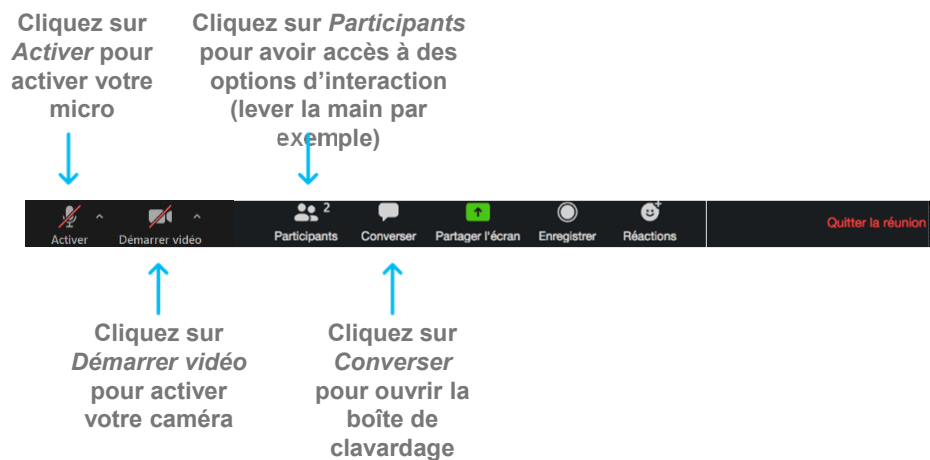 Cliquez sur
Activer pour
activer votre
micro
Cliquez sur Participants
pour avoir accès à des
options d’interaction
(lever la main par
exemple)
Activer
Démarrer vidéo
2
Participants
Converser
Partager l'écran
Enregistrer
Réactions
Quitter la réunion
Cliquez sur
Démarrer vidéo
pour activer
votre caméra
Cliquez sur
Converser
pour ouvrir la
boîte de
clavardage